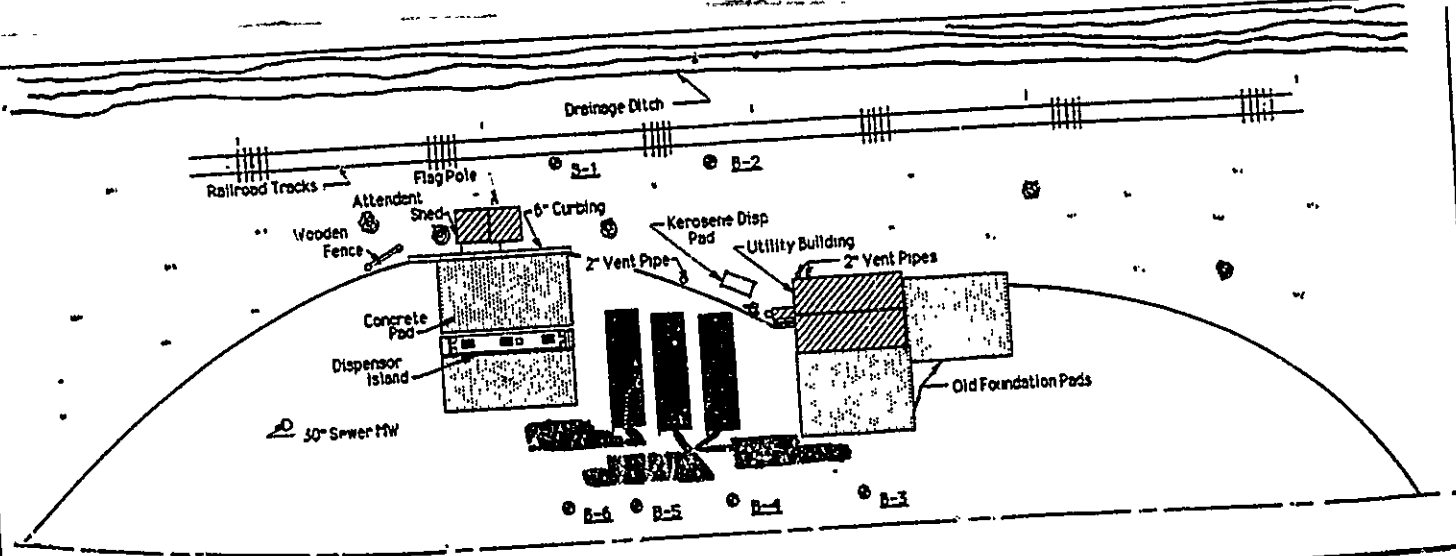 Drainage Ditch
B-1
B-2
Railroad Tracks
Flag Pole
Attendent
Shed
6" Curbing
Wooden
Fence
Kerosene Disp
Pad
Utility Building
2" Vent Pipe
2" Vent Pipes
Concrete
Pad
Dispensor
Island
Old Foundation Pads
30" Sewer MW
B-6
B-5
B-4
B-3